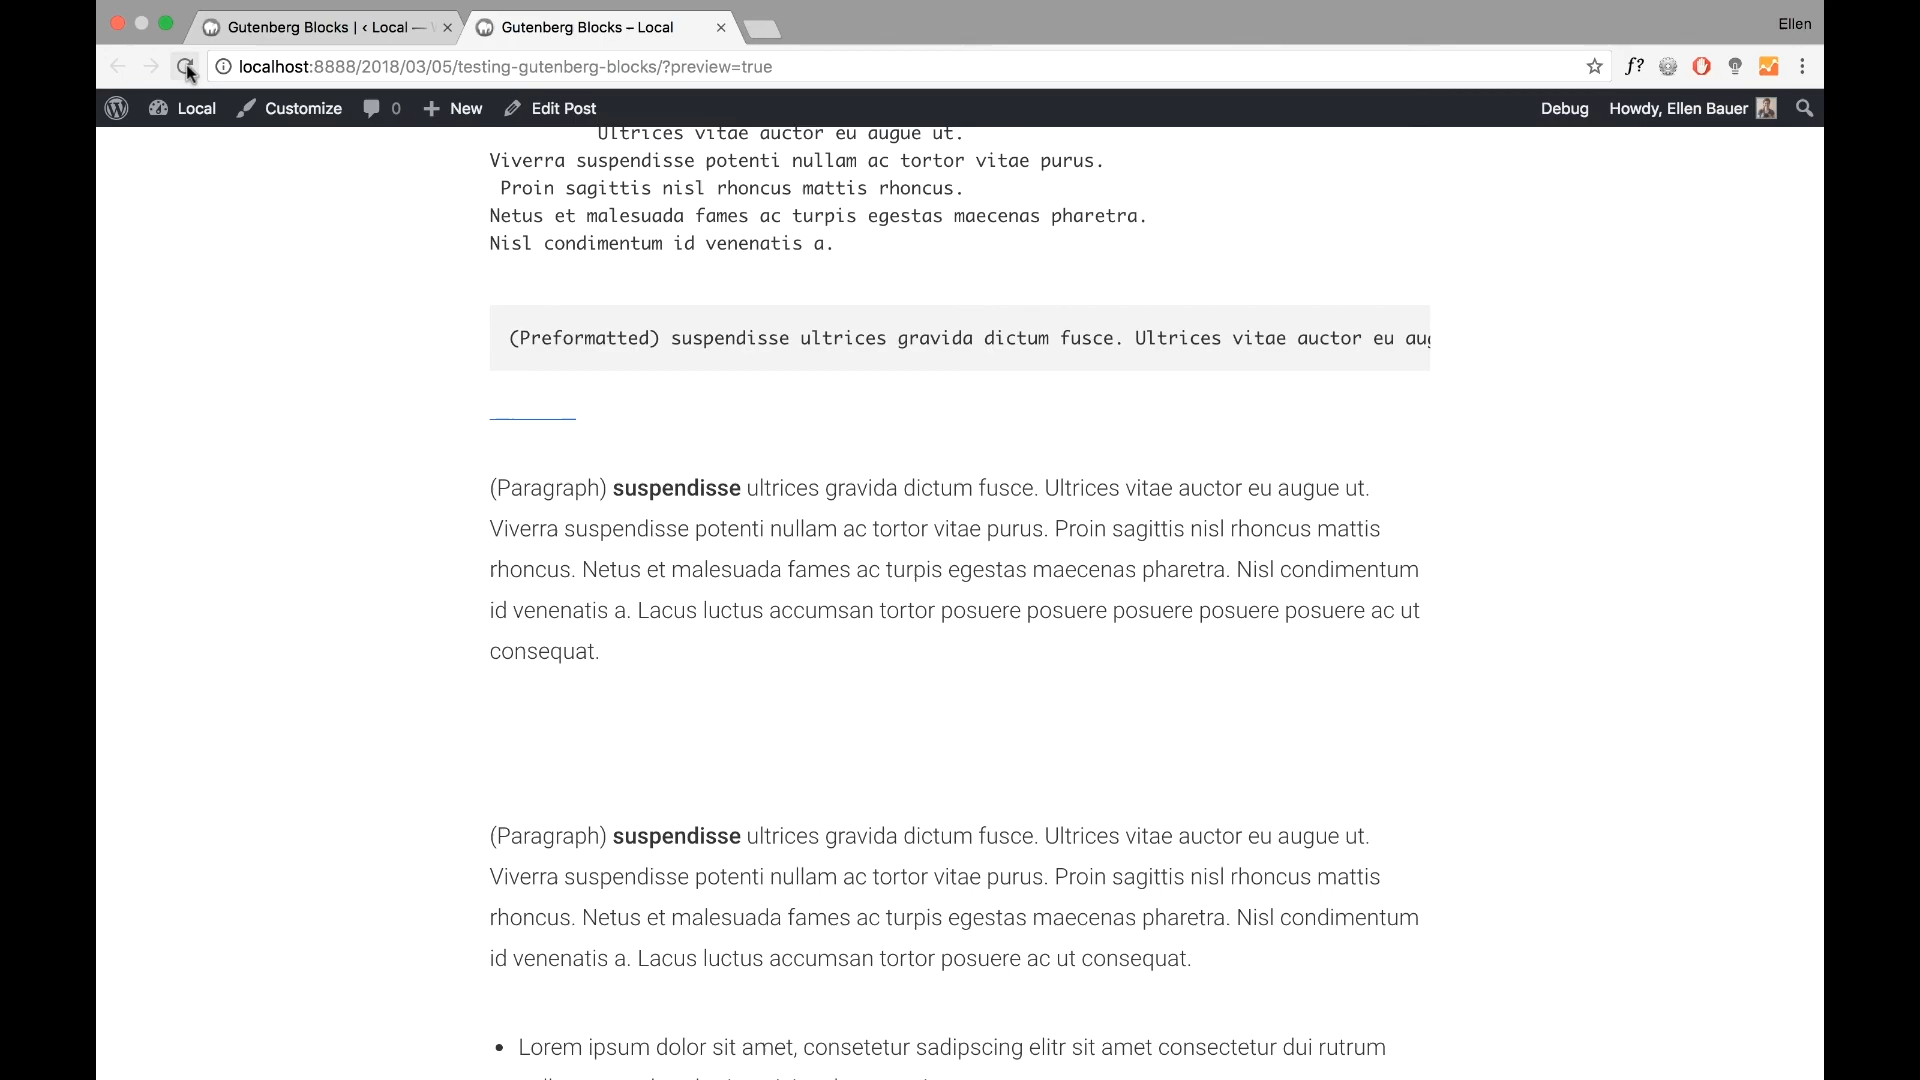 Gutenberg Blocks | ‹ Local —
Gutenberg Blocks – Local
Ellen
localhost:8888/2018/03/05/testing-gutenberg-blocks/?preview=true
f?
Local
Customize
0
New
Edit Post
Debug
Howdy, Ellen Bauer
Ultrices vitae auctor eu augue ut.
Viverra suspendisse potenti nullam ac tortor vitae purus.
Proin sagittis nisl rhoncus mattis rhoncus.
Netus et malesuada fames ac turpis egestas maecenas pharetra.
Nisl condimentum id venenatis a.
(Preformatted) suspendisse ultrices gravida dictum fusce. Ultrices vitae auctor eu aug
(Paragraph) suspendisse ultrices gravida dictum fusce. Ultrices vitae auctor eu augue ut.
Viverra suspendisse potenti nullam ac tortor vitae purus. Proin sagittis nisl rhoncus mattis
rhoncus. Netus et malesuada fames ac turpis egestas maecenas pharetra. Nisl condimentum
id venenatis a. Lacus luctus accumsan tortor posuere posuere posuere posuere posuere ac ut
consequat.
(Paragraph) suspendisse ultrices gravida dictum fusce. Ultrices vitae auctor eu augue ut.
Viverra suspendisse potenti nullam ac tortor vitae purus. Proin sagittis nisl rhoncus mattis
rhoncus. Netus et malesuada fames ac turpis egestas maecenas pharetra. Nisl condimentum
id venenatis a. Lacus luctus accumsan tortor posuere ac ut consequat.
• Lorem ipsum dolor sit amet, consetetur sadipscing elitr sit amet consectetur dui rutrum